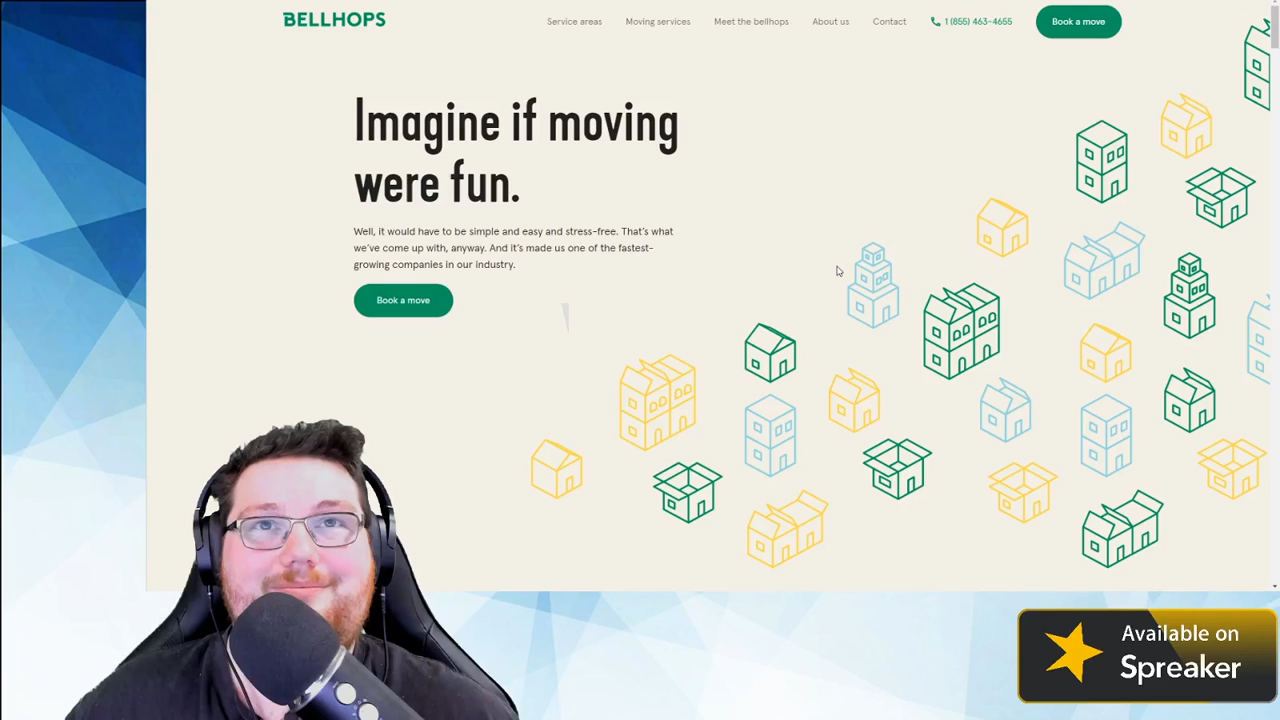 BELLHOPS
Service areas
Moving services
Meet the bellhops
About us
Contact
1 (855) 463-4655
Book a move
Imagine if moving
were fun.
Well, it would have to be simple and easy and stress-free. That's what
we've come up with, anyway. And it's made us one of the fastest-
growing companies in our industry.
Book a move
Available on
Spreaker